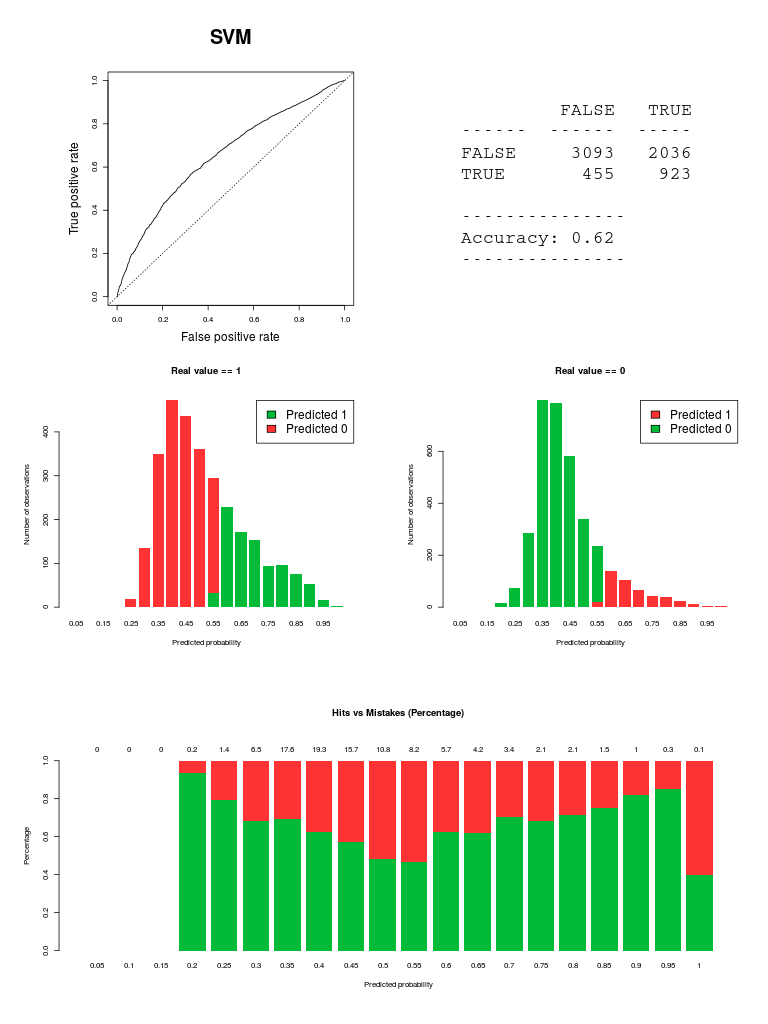 SVM
1.0
0.8
0.6
0.4
0.2
0.0
True positive rate
0.0 0.2 0.4 0.6 0.8 1.0
False positive rate
FALSE TRUE
------ ------ -----
FALSE 3093 2036
TRUE 455 923
---------------
Accuracy: 0.62
---------------
Real value == 1
Predicted 1
Predicted 0
400
300
200
100
0
Number of observations
0.05 0.15 0.25 0.35 0.45 0.55 0.65 0.75 0.85 0.95
Predicted probability
Real value == 0
Predicted 1
Predicted 0
600
400
200
0
Number of observations
0.05 0.15 0.25 0.35 0.45 0.55 0.65 0.75 0.85 0.95
Predicted probability
Hits vs Mistakes (Percentage)
0 0 0 0.2 1.4 6.5 17.6 19.3 15.7 10.8 8.2 5.7 4.2 3.4 2.1 2.1 1.5 1 0.3 0.1
1.0
0.8
0.6
0.4
0.2
0.0
Percentage
0.05 0.1 0.15 0.2 0.25 0.3 0.35 0.4 0.45 0.5 0.55 0.6 0.65 0.7 0.75 0.8 0.85 0.9 0.95 1
Predicted probability